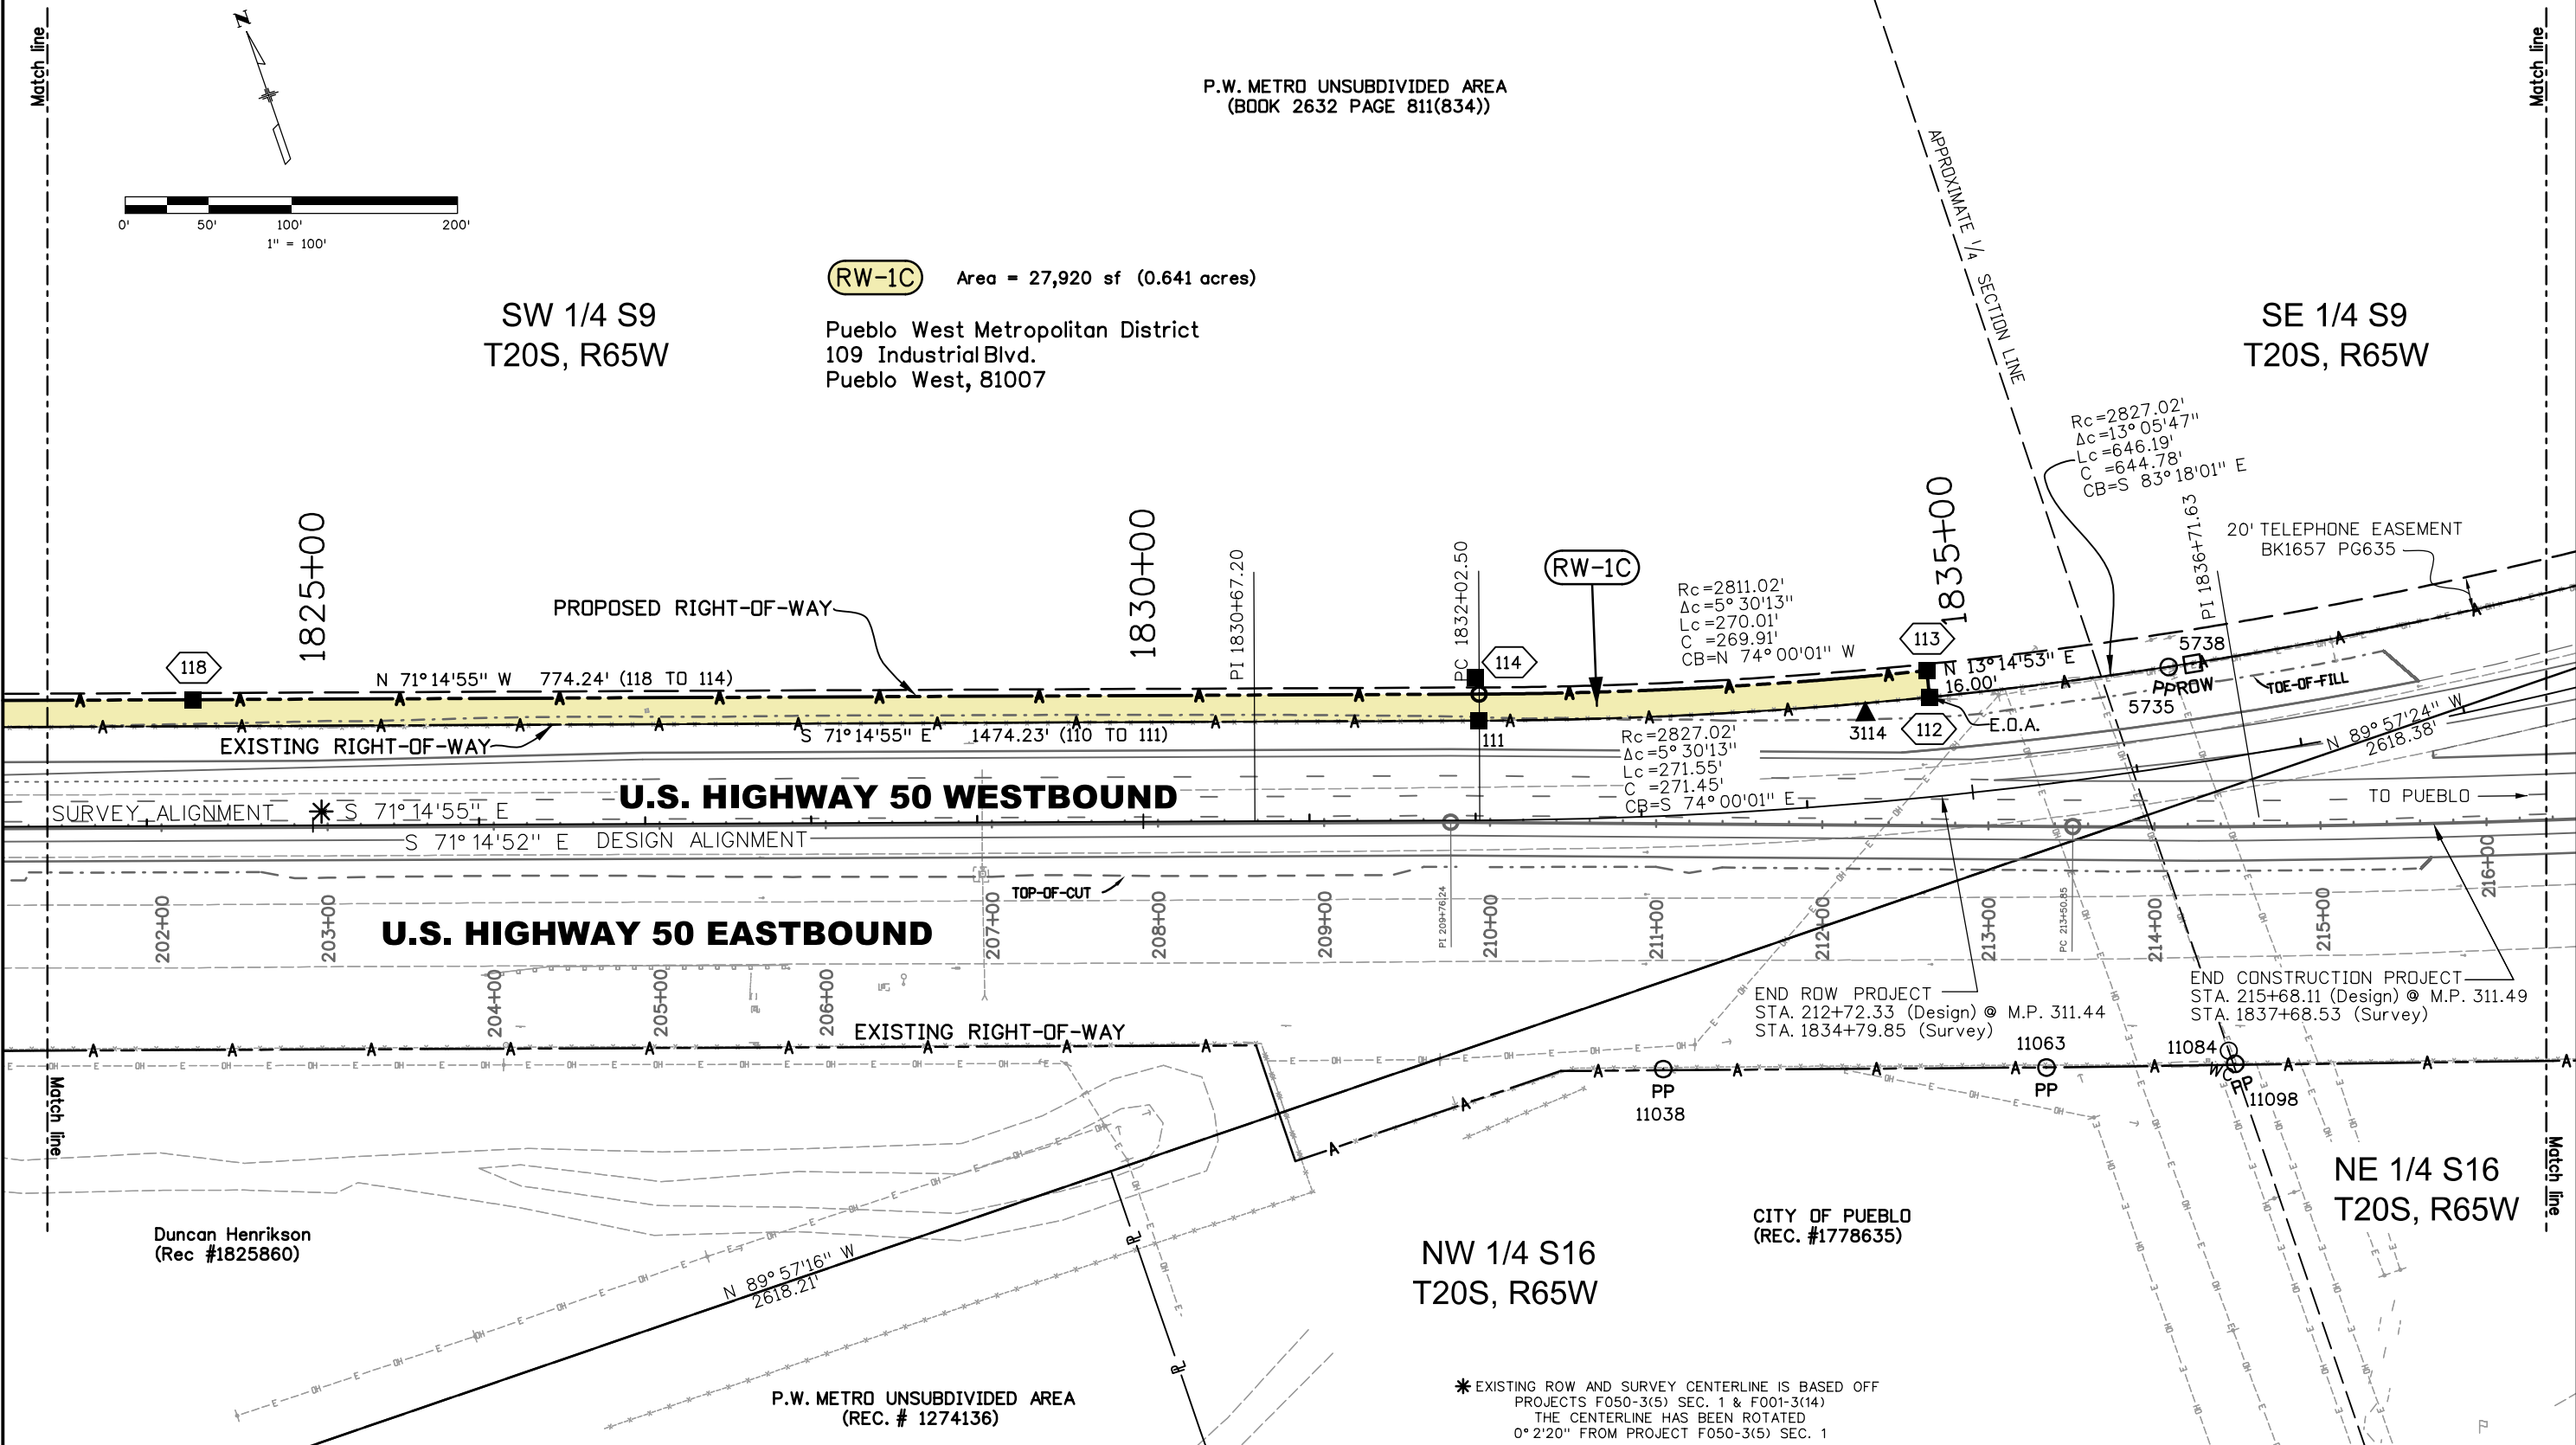 Match line
N
0' 50' 100' 200'
1" = 100'
P.W. METRO UNSUBDIVIDED AREA
(BOOK 2632 PAGE 811(834))
Match line
APPROXIMATE 1/4 SECTION LINE
RW-1C Area = 27,920 sf (0.641 acres)
Pueblo West Metropolitan District
109 Industrial Blvd.
Pueblo West, 81007
SW 1/4 S9
T20S, R65W
SE 1/4 S9
T20S, R65W
Rc=2827.02'
Δc=13°05'47"
Lc=646.19'
C =644.78'
CB=S 83°18'01" E
1825+00
1830+00
1835+00
PI 1830+67.20
PC 1832+02.50
PI 1836+71.63
20' TELEPHONE EASEMENT
BK1657 PG635
PROPOSED RIGHT-OF-WAY
RW-1C
Rc=2811.02'
Δc=5°30'13"
Lc=270.01'
C =269.91'
CB=N 74°00'01" W
118
114
113
N 71°14'55" W 774.24' (118 TO 114)
N 13°14'53" E
16.00'
5738
PPROW
5735
TOE-OF-FILL
EXISTING RIGHT-OF-WAY
S 71°14'55" E 1474.23' (110 TO 111)
111
3114
112
E.O.A.
Rc=2827.02'
Δc=5°30'13"
Lc=271.55'
C =271.45'
CB=S 74°00'01" E
N 89°57'24" W
2618.38'
U.S. HIGHWAY 50 WESTBOUND
TO PUEBLO
SURVEY ALIGNMENT S 71°14'55" E
S 71°14'52" E DESIGN ALIGNMENT
TOP-OF-CUT
U.S. HIGHWAY 50 EASTBOUND
202+00
203+00
204+00
205+00
206+00
207+00
208+00
209+00
PI 209+76.24
210+00
211+00
212+00
213+00
PC 213+50.85
214+00
215+00
216+00
END ROW PROJECT
STA. 212+72.33 (Design) @ M.P. 311.44
STA. 1834+79.85 (Survey)
END CONSTRUCTION PROJECT
STA. 215+68.11 (Design) @ M.P. 311.49
STA. 1837+68.53 (Survey)
EXISTING RIGHT-OF-WAY
PP
11038
11063
PP
11084
PP
11098
Match line
Match line
Duncan Henrikson
(Rec #1825860)
N 89°57'16" W
2618.21'
CITY OF PUEBLO
(REC. #1778635)
NE 1/4 S16
T20S, R65W
NW 1/4 S16
T20S, R65W
P.W. METRO UNSUBDIVIDED AREA
(REC. # 1274136)
* EXISTING ROW AND SURVEY CENTERLINE IS BASED OFF
PROJECTS F050-3(5) SEC. 1 & F001-3(14)
THE CENTERLINE HAS BEEN ROTATED
0°2'20" FROM PROJECT F050-3(5) SEC. 1